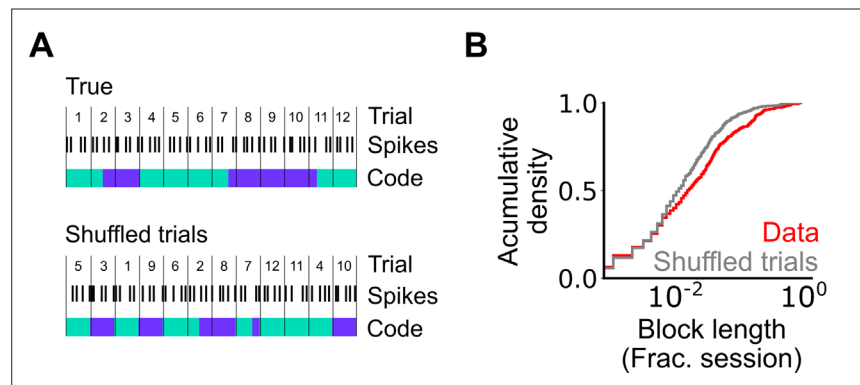 A
True
1 2 3 4 5 6 7 8 9 10 11 12 Trial
Spikes
Code
Shuffled trials
5 3 1 9 6 2 8 7 12 11 4 10 Trial
Spikes
Code
B
Acumulative
density
1.0
0.5
0.0
10⁻² 10⁰
Data
Shuffled trials
Block length
(Frac. session)